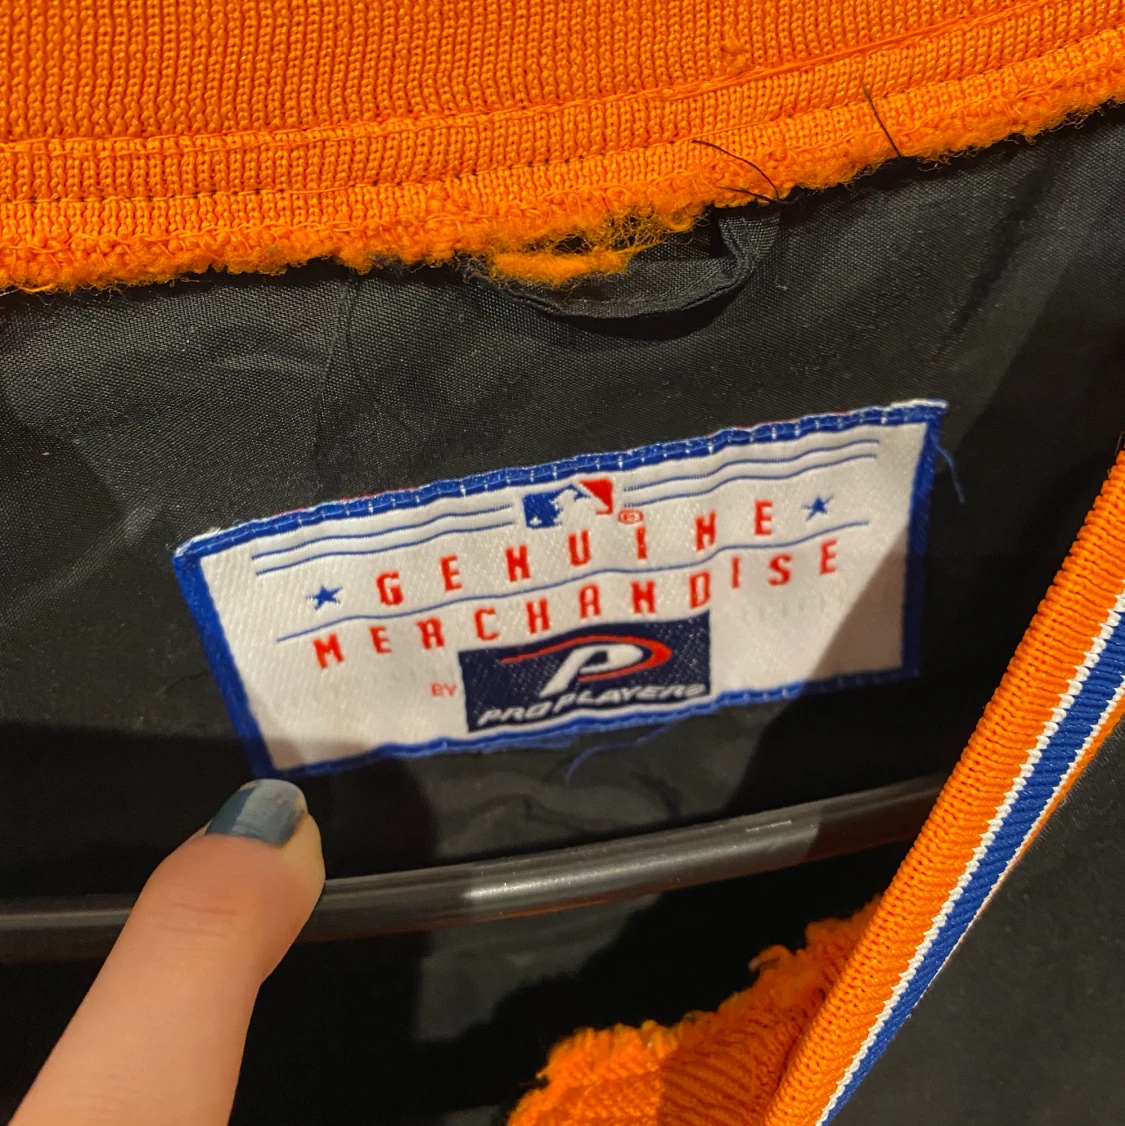 GENUINE
MERCHANDISE
BY
PRO PLAYER®